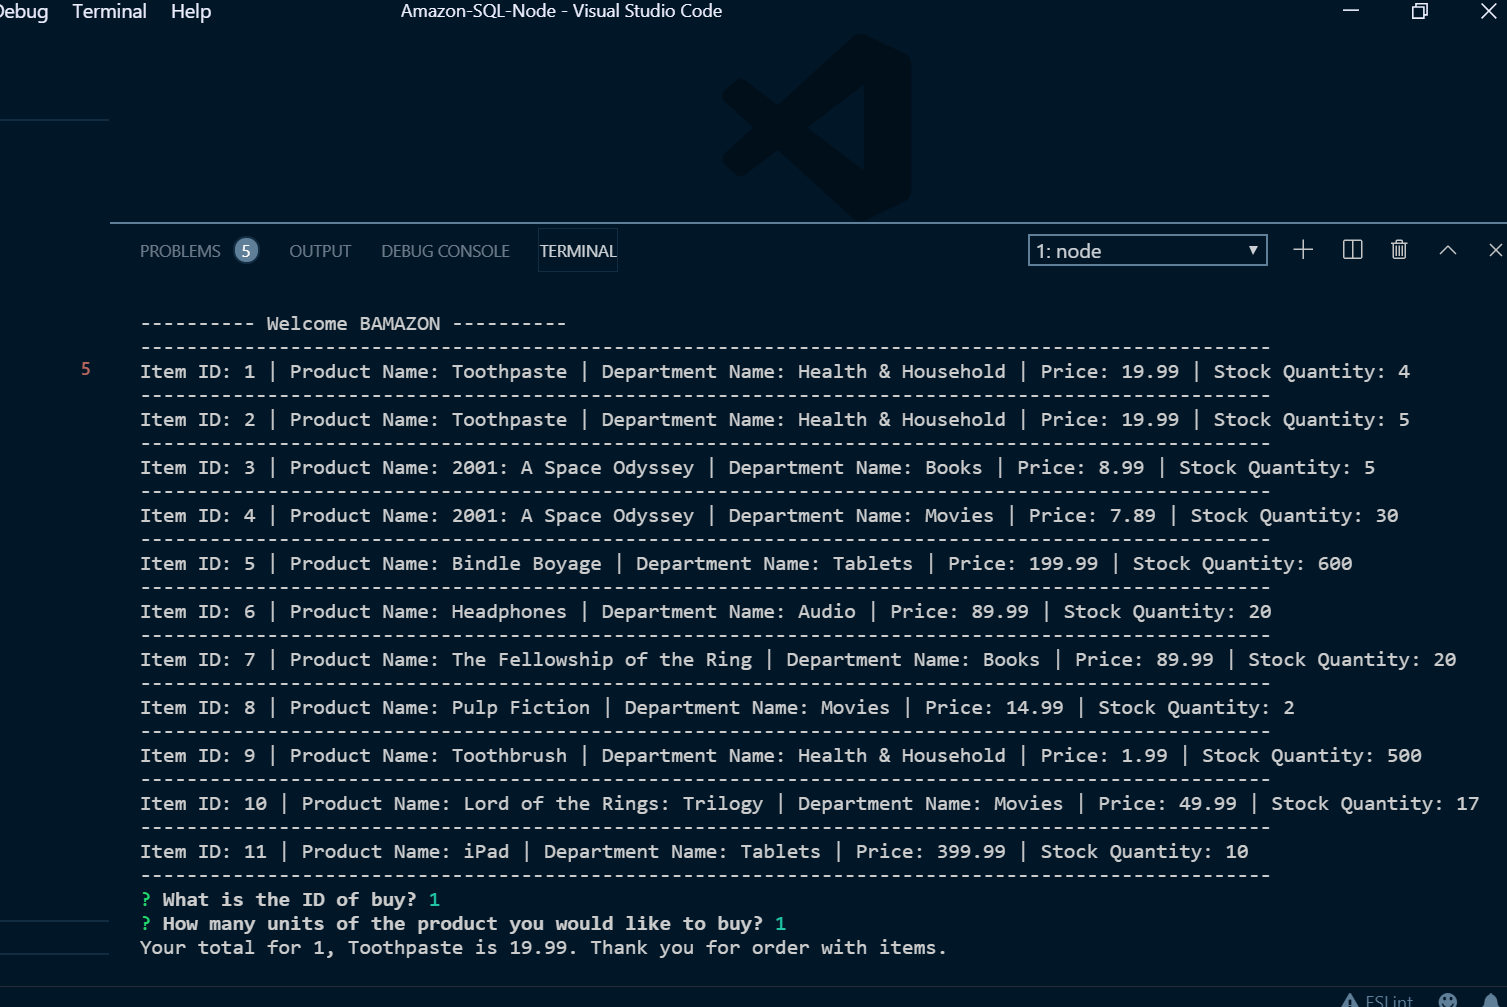 Debug Terminal Help Amazon-SQL-Node - Visual Studio Code
PROBLEMS 5 OUTPUT DEBUG CONSOLE TERMINAL 1: node
---------- Welcome BAMAZON ----------
--------------------------------------------------------------------------------------------------
5
Item ID: 1 | Product Name: Toothpaste | Department Name: Health & Household | Price: 19.99 | Stock Quantity: 4
--------------------------------------------------------------------------------------------------
Item ID: 2 | Product Name: Toothpaste | Department Name: Health & Household | Price: 19.99 | Stock Quantity: 5
--------------------------------------------------------------------------------------------------
Item ID: 3 | Product Name: 2001: A Space Odyssey | Department Name: Books | Price: 8.99 | Stock Quantity: 5
--------------------------------------------------------------------------------------------------
Item ID: 4 | Product Name: 2001: A Space Odyssey | Department Name: Movies | Price: 7.89 | Stock Quantity: 30
--------------------------------------------------------------------------------------------------
Item ID: 5 | Product Name: Bindle Boyage | Department Name: Tablets | Price: 199.99 | Stock Quantity: 600
--------------------------------------------------------------------------------------------------
Item ID: 6 | Product Name: Headphones | Department Name: Audio | Price: 89.99 | Stock Quantity: 20
--------------------------------------------------------------------------------------------------
Item ID: 7 | Product Name: The Fellowship of the Ring | Department Name: Books | Price: 89.99 | Stock Quantity: 20
--------------------------------------------------------------------------------------------------
Item ID: 8 | Product Name: Pulp Fiction | Department Name: Movies | Price: 14.99 | Stock Quantity: 2
--------------------------------------------------------------------------------------------------
Item ID: 9 | Product Name: Toothbrush | Department Name: Health & Household | Price: 1.99 | Stock Quantity: 500
--------------------------------------------------------------------------------------------------
Item ID: 10 | Product Name: Lord of the Rings: Trilogy | Department Name: Movies | Price: 49.99 | Stock Quantity: 17
--------------------------------------------------------------------------------------------------
Item ID: 11 | Product Name: iPad | Department Name: Tablets | Price: 399.99 | Stock Quantity: 10
--------------------------------------------------------------------------------------------------
? What is the ID of buy? 1
? How many units of the product you would like to buy? 1
Your total for 1, Toothpaste is 19.99. Thank you for order with items.
ESLint